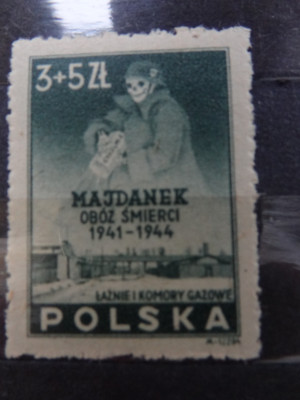 3+5 ZŁ
MAJDANEK
OBÓZ ŚMIERCI
1941-1944
ŁAŹNIE I KOMORY GAZOWE
POLSKA